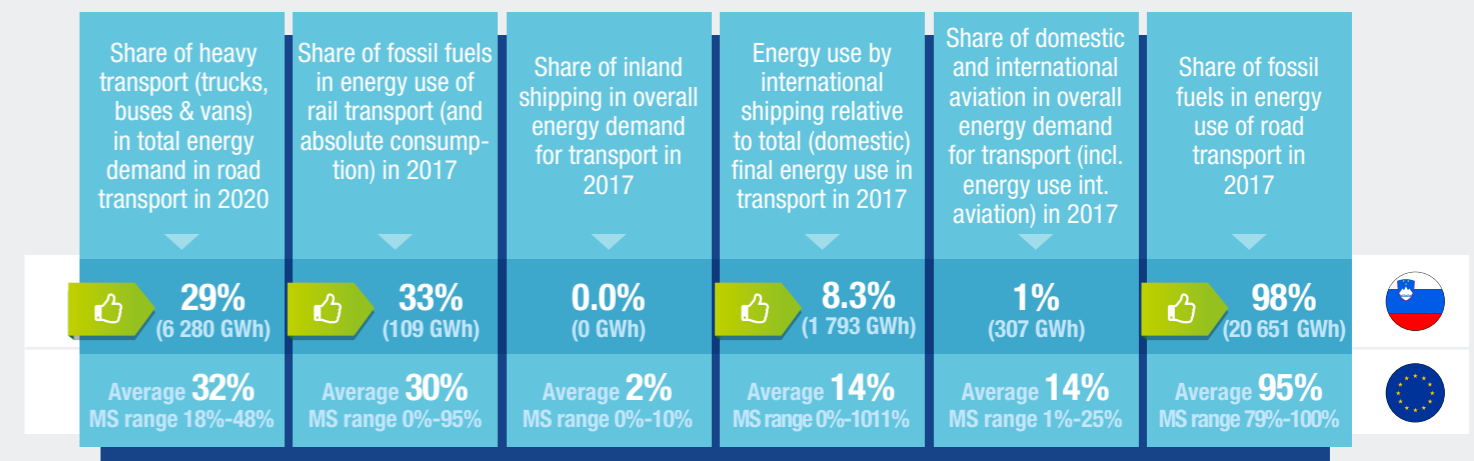 Share of heavy
transport (trucks,
buses & vans)
in total energy
demand in road
transport in 2020
Share of fossil fuels
in energy use of
rail transport (and
absolute consump-
tion) in 2017
Share of inland
shipping in overall
energy demand
for transport in
2017
Energy use by
international
shipping relative
to total (domestic)
final energy use in
transport in 2017
Share of domestic
and international
aviation in overall
energy demand
for transport (incl.
energy use int.
aviation) in 2017
Share of fossil
fuels in energy
use of road
transport in
2017
29%
(6 280 GWh)
33%
(109 GWh)
0.0%
(0 GWh)
8.3%
(1 793 GWh)
1%
(307 GWh)
98%
(20 651 GWh)
Average 32%
MS range 18%-48%
Average 30%
MS range 0%-95%
Average 2%
MS range 0%-10%
Average 14%
MS range 0%-1011%
Average 14%
MS range 1%-25%
Average 95%
MS range 79%-100%